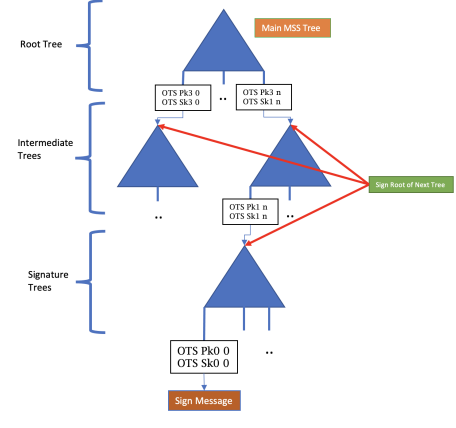 Main MSS Tree
Root Tree
OTS Pk3 0
OTS Sk3 0
..
OTS Pk3 n
OTS Sk1 n
Intermediate
Trees
Sign Root of Next Tree
..
OTS Pk1 n
OTS Sk1 n
..
Signature
Trees
OTS Pk0 0
OTS Sk0 0
..
Sign Message